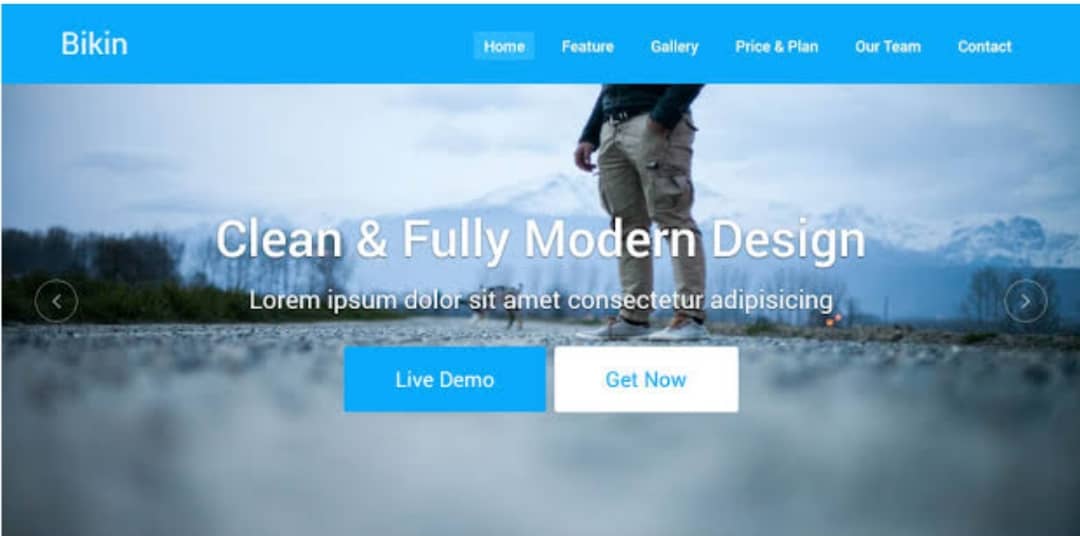 Bikin
Home Feature Gallery Price & Plan Our Team Contact
Clean & Fully Modern Design
Lorem ipsum dolor sit amet consectetur adipisicing
Live Demo Get Now